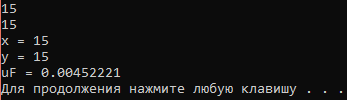 15
15
x = 15
y = 15
uF = 0.00452221
Для продолжения нажмите любую клавишу . . .